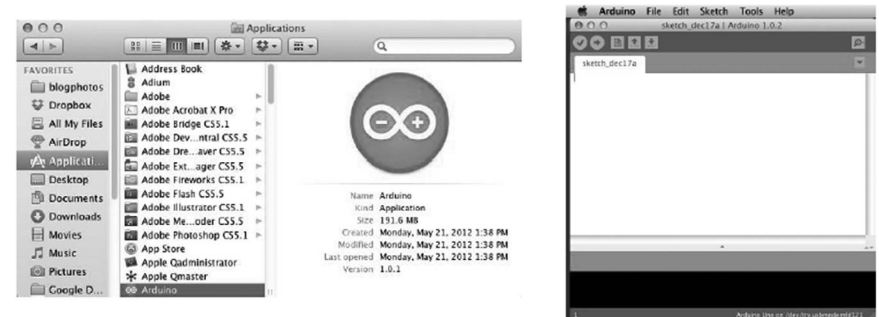 Applications
FAVORITES
blogphotos
Dropbox
All My Files
AirDrop
Applicati...
Desktop
Documents
Downloads
Movies
Music
Pictures
Google D...
Address Book
Adium
Adobe
Adobe Acrobat X Pro
Adobe Bridge CS5.1
Adobe Dev...ntral CS5.5
Adobe Dre...aver CS5.5
Adobe Ext...ager CS5.5
Adobe Fireworks CS5.1
Adobe Flash CS5.5
Adobe Illustrator CS5.1
Adobe Me...oder CS5.5
Adobe Photoshop CS5.1
App Store
Apple Qadministrator
Apple Qmaster
Arduino
Name Arduino
Kind Application
Size 191.6 MB
Created Monday, May 21, 2012 1:38 PM
Modified Monday, May 21, 2012 1:38 PM
Last opened Monday, May 21, 2012 1:38 PM
Version 1.0.1
Arduino File Edit Sketch Tools Help
sketch_dec17a | Arduino 1.0.2
sketch_dec17a
1
Arduino Uno on